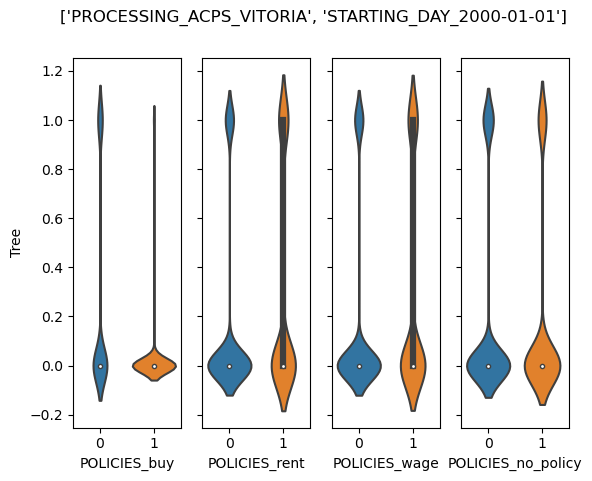 ['PROCESSING_ACPS_VITORIA', 'STARTING_DAY_2000-01-01']
Tree
1.2
1.0
0.8
0.6
0.4
0.2
0.0
−0.2
0 1 0 1 0 1 0 1
POLICIES_buy POLICIES_rent POLICIES_wage POLICIES_no_policy